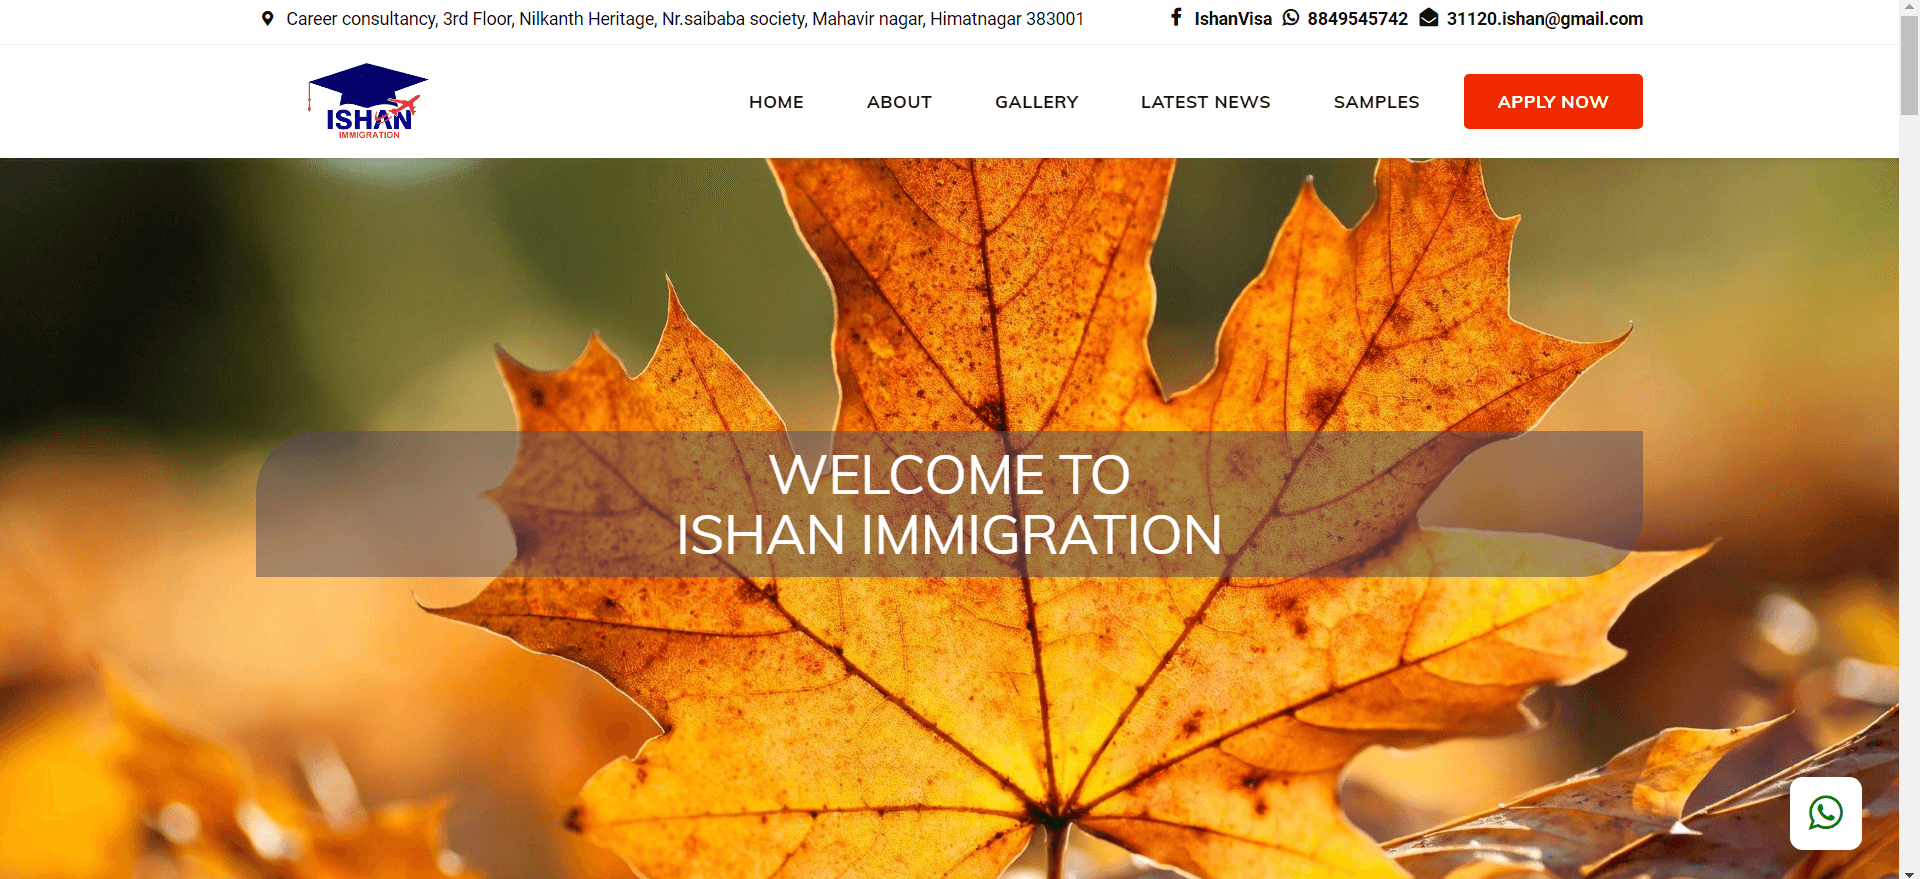 Career consultancy, 3rd Floor, Nilkanth Heritage, Nr.saibaba society, Mahavir nagar, Himatnagar 383001
IshanVisa 8849545742 31120.ishan@gmail.com
ISHAN
IMMIGRATION
HOME ABOUT GALLERY LATEST NEWS SAMPLES APPLY NOW
WELCOME TO
ISHAN IMMIGRATION